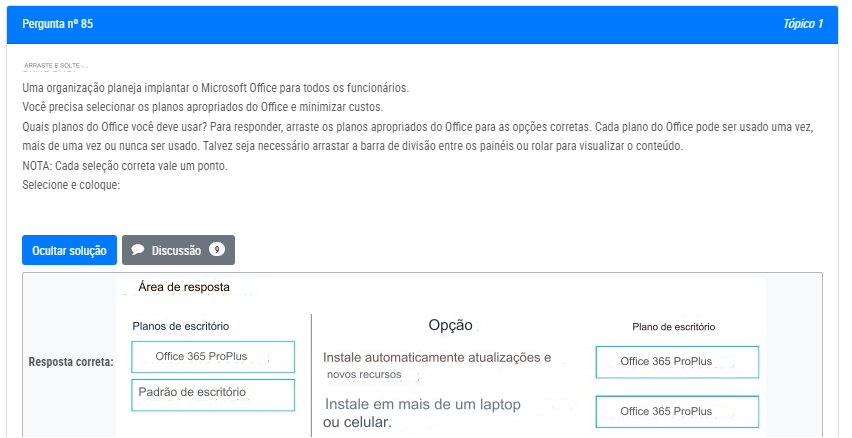 Pergunta nº 85
Tópico 1
ARRASTE E SOLTE
Uma organização planeja implantar o Microsoft Office para todos os funcionários.
Você precisa selecionar os planos apropriados do Office e minimizar custos.
Quais planos do Office você deve usar? Para responder, arraste os planos apropriados do Office para as opções corretas. Cada plano do Office pode ser usado uma vez,
mais de uma vez ou nunca ser usado. Talvez seja necessário arrastar a barra de divisão entre os painéis ou rolar para visualizar o conteúdo.
NOTA: Cada seleção correta vale um ponto.
Selecione e coloque:
Ocultar solução
Discussão 9
Área de resposta
Planos de escritório
Opção
Plano de escritório
Resposta correta:
Office 365 ProPlus
Padrão de escritório
Instale automaticamente atualizações e
novos recursos
Office 365 ProPlus
Instale em mais de um laptop
ou celular.
Office 365 ProPlus